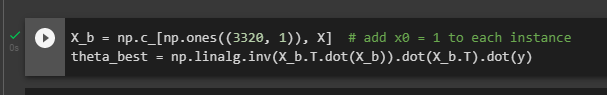 X_b = np.c_[np.ones((3320, 1)), X]  # add x0 = 1 to each instance
theta_best = np.linalg.inv(X_b.T.dot(X_b)).dot(X_b.T).dot(y)
0s